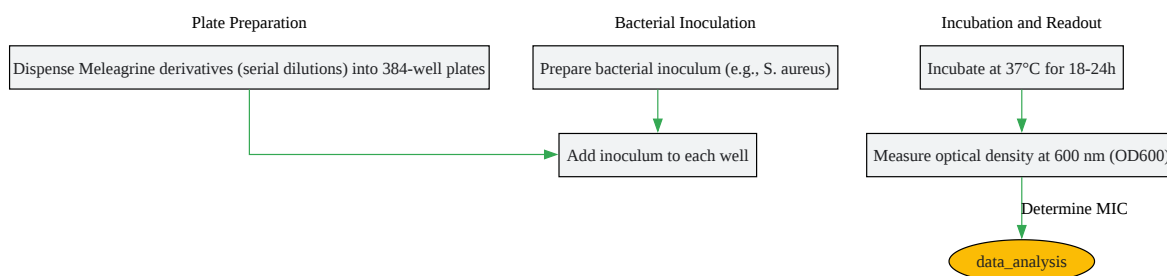 Plate Preparation
Dispense Meleagrine derivatives (serial dilutions) into 384-well plates
Bacterial Inoculation
Prepare bacterial inoculum (e.g., S. aureus)
Add inoculum to each well
Incubation and Readout
Incubate at 37°C for 18-24h
Measure optical density at 600 nm (OD600)
Determine MIC
data_analysis